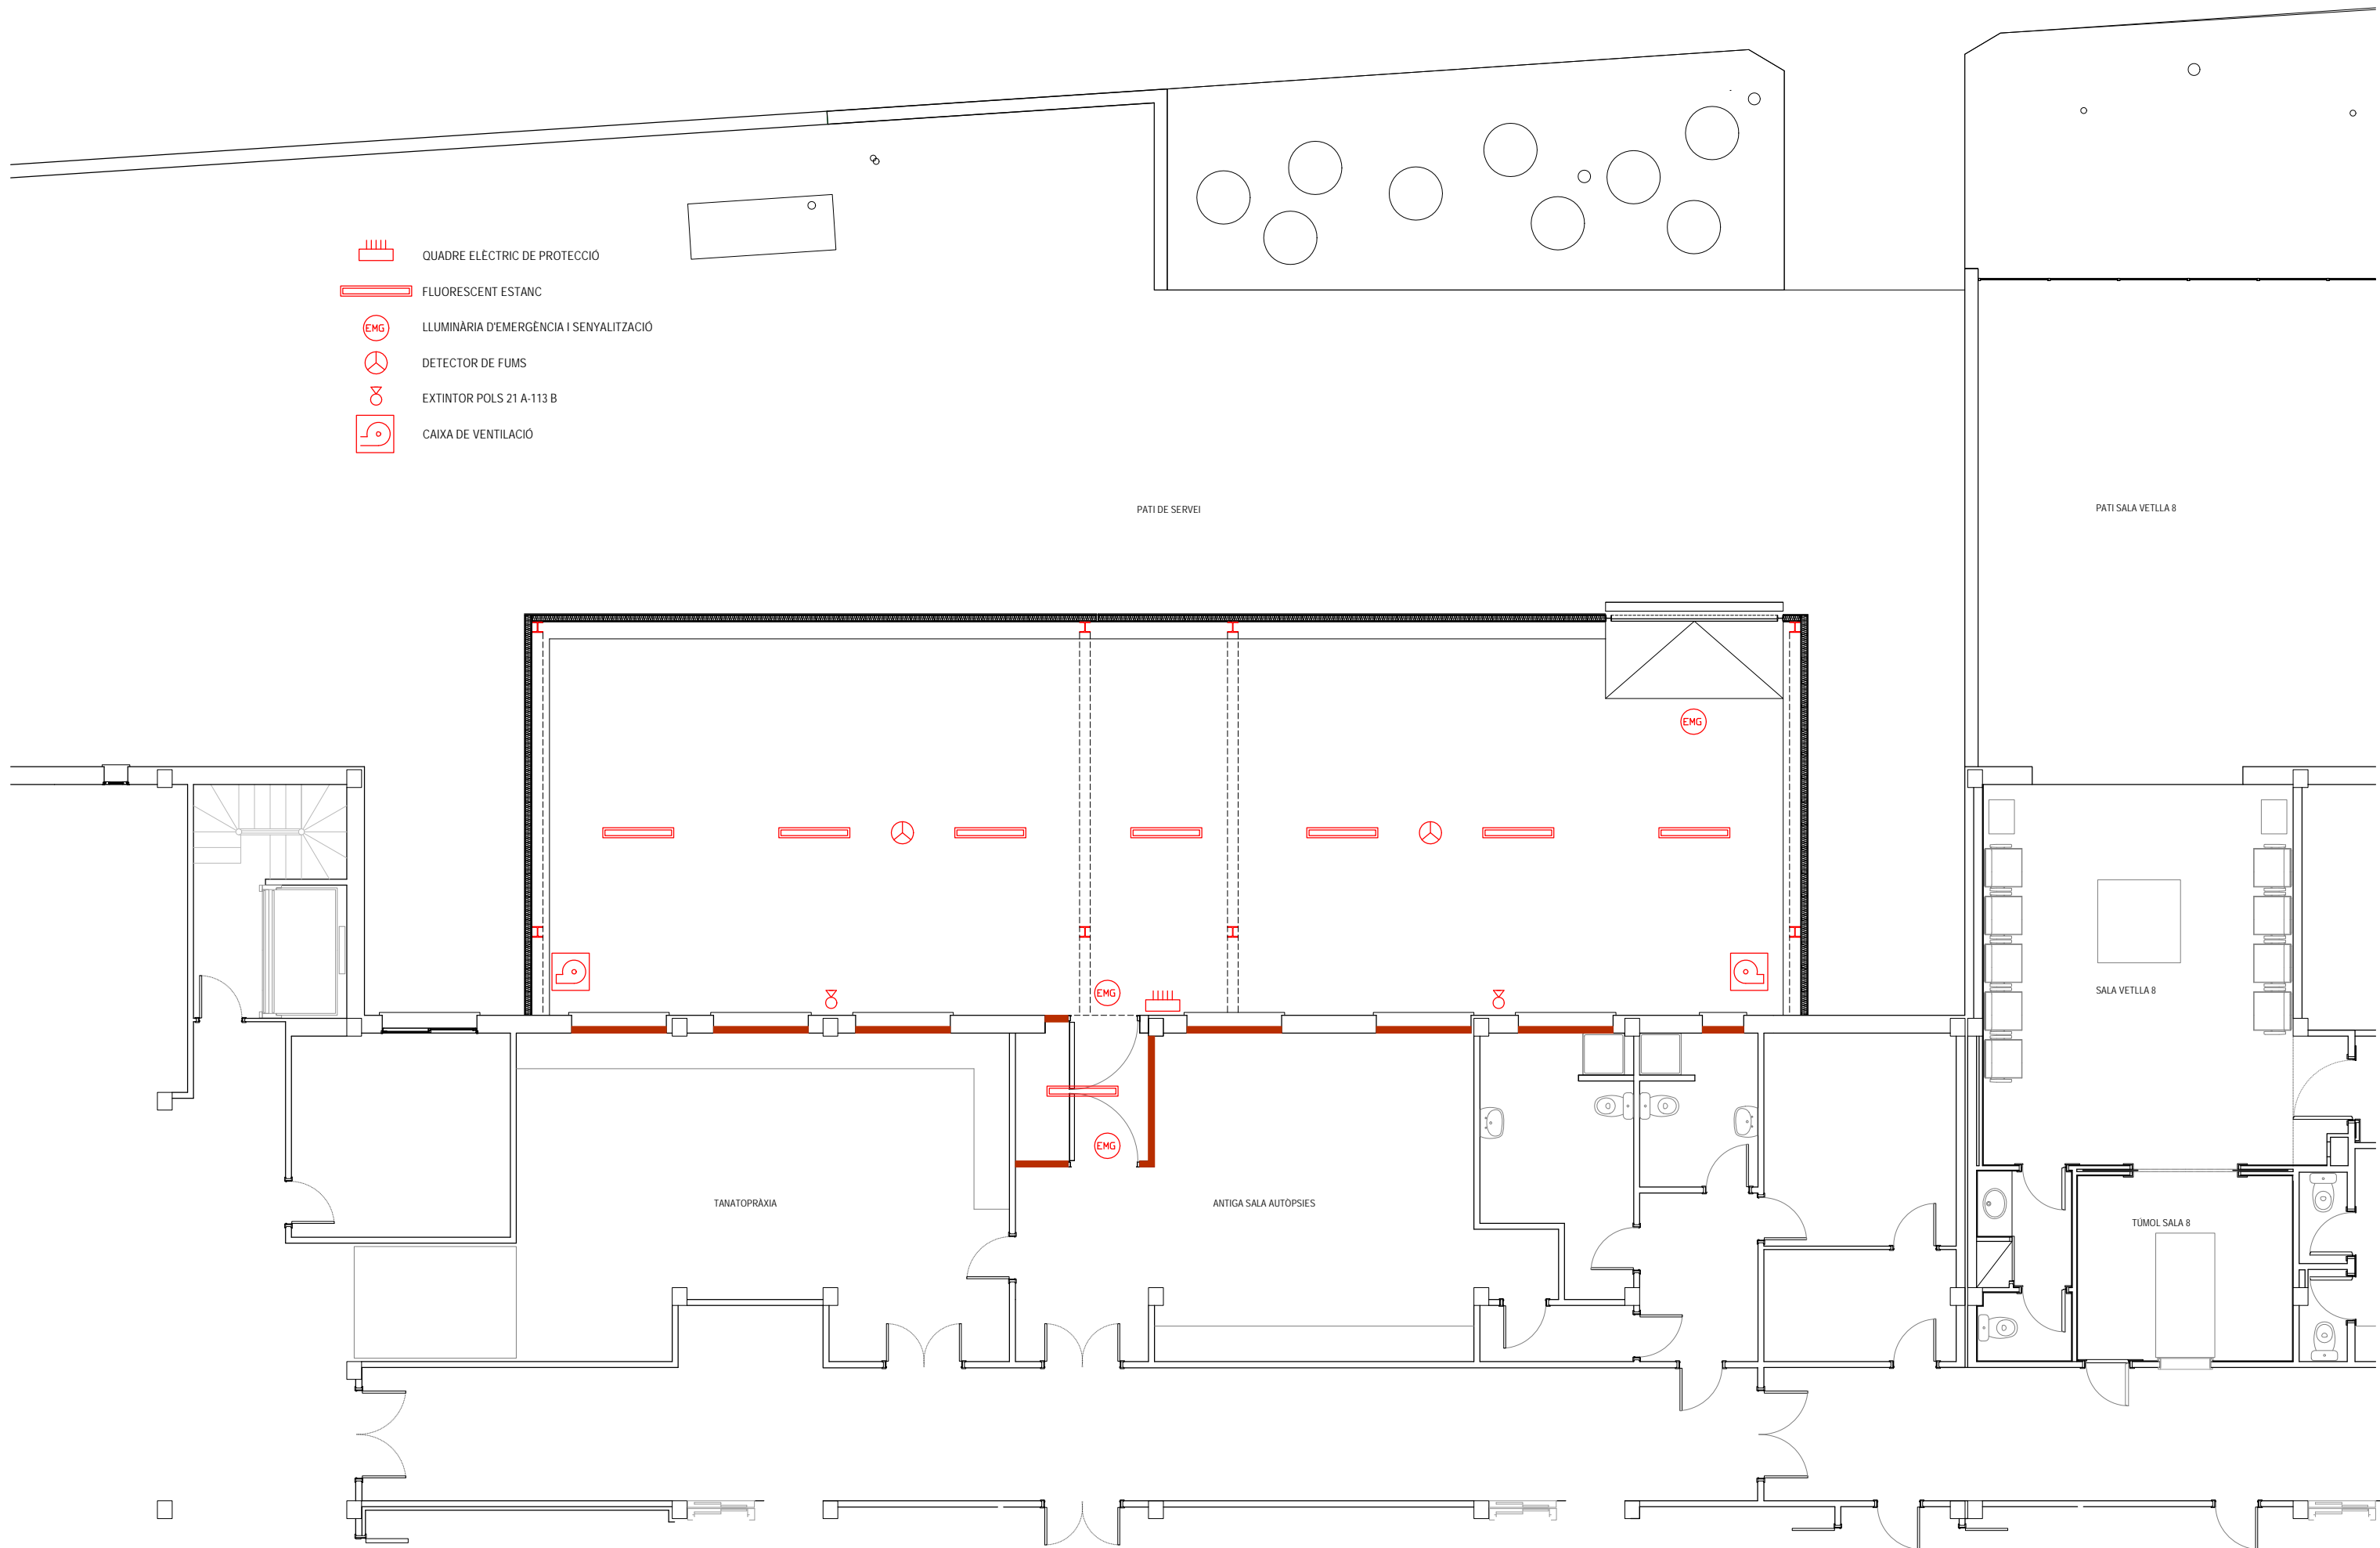 QUADRE ELÈCTRIC DE PROTECCIÓ
FLUORESCENT ESTANC
EMG LLUMINÀRIA D'EMERGÈNCIA I SENYALITZACIÓ
DETECTOR DE FUMS
EXTINTOR POLS 21 A-113 B
CAIXA DE VENTILACIÓ
PATI DE SERVEI
PATI SALA VETLLA 8
EMG
EMG
SALA VETLLA 8
EMG
TANATOPRÀXIA
ANTIGA SALA AUTÒPSIES
TÚMOL SALA 8